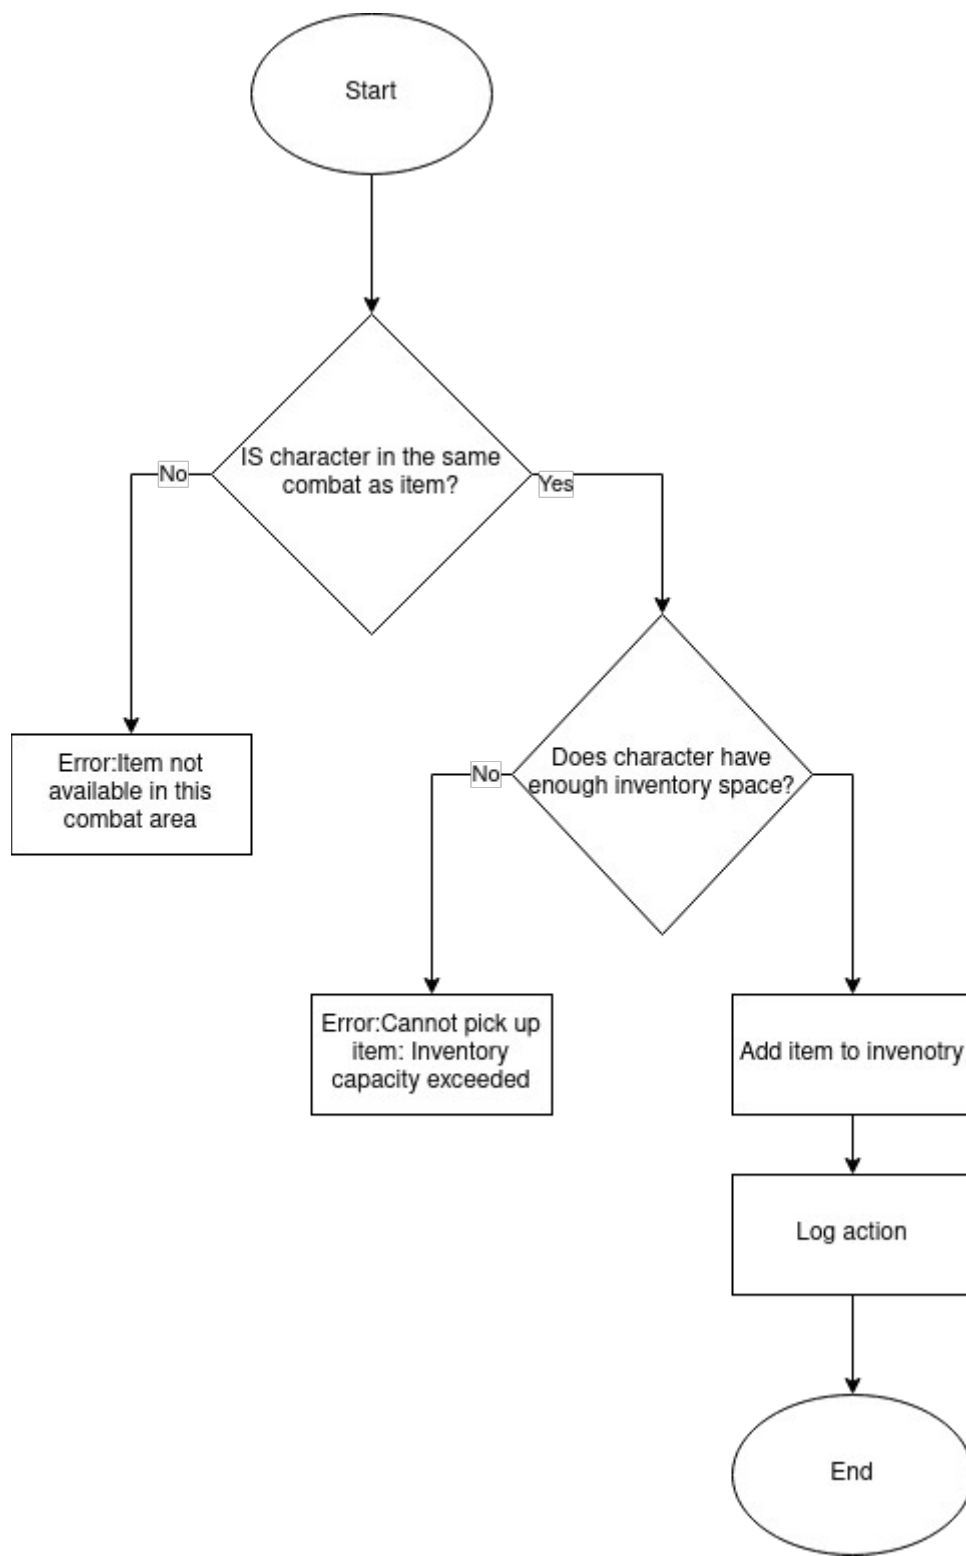 Start
IS character in the same
combat as item?
No
Yes
Error:Item not
available in this
combat area
Does character have
enough inventory space?
No
Error:Cannot pick up
item: Inventory
capacity exceeded
Add item to invenotry
Log action
End